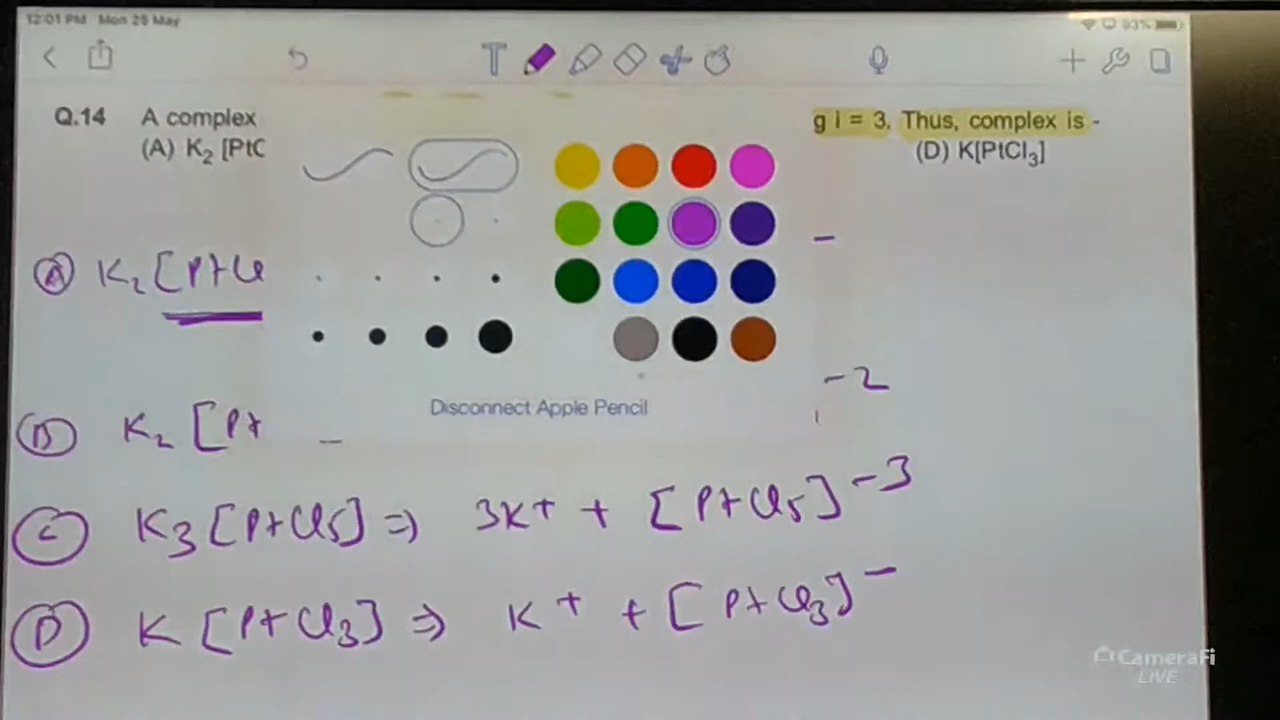 12:01 PM Mon 25 May 93%
T
Q.14 A complex g i = 3, Thus, complex is -
(A) K₂ [PtC (D) K[PtCl₃]
(A) K₂ [PtCl -
Disconnect Apple Pencil
-2
(B) K₂ [Pt
(C) K₃ [PtCl₅] ⇒ 3K⁺ + [PtCl₅]⁻³
(D) K [PtCl₃] ⇒ K⁺ + [PtCl₃]⁻
CameraFi
LIVE